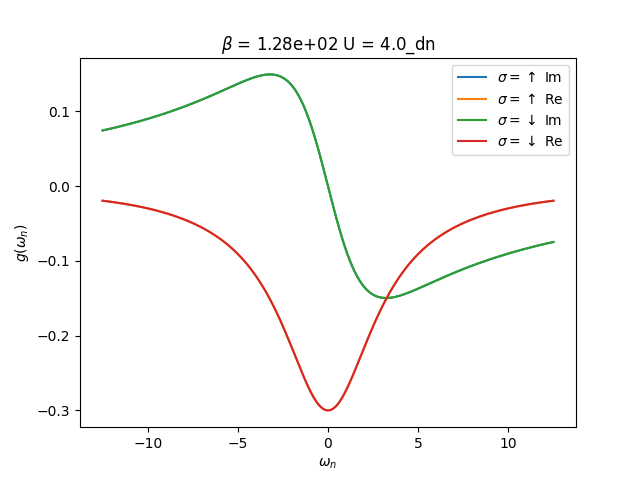 β = 1.28e+02 U = 4.0_dn
σ = ↑ Im
σ = ↑ Re
σ = ↓ Im
σ = ↓ Re
0.1
0.0
−0.1
−0.2
−0.3
g(ωₙ)
−10
−5
0
5
10
ωₙ